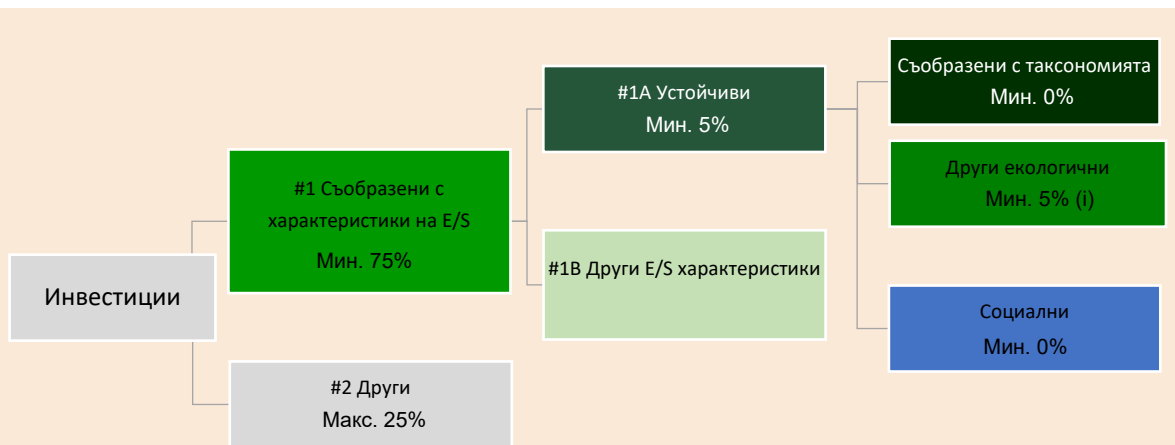 Инвестиции
#1 Съобразени с
характеристики на E/S
Мин. 75%
#2 Други
Макс. 25%
#1A Устойчиви
Мин. 5%
#1B Други E/S характеристики
Съобразени с таксономията
Мин. 0%
Други екологични
Мин. 5% (i)
Социални
Мин. 0%